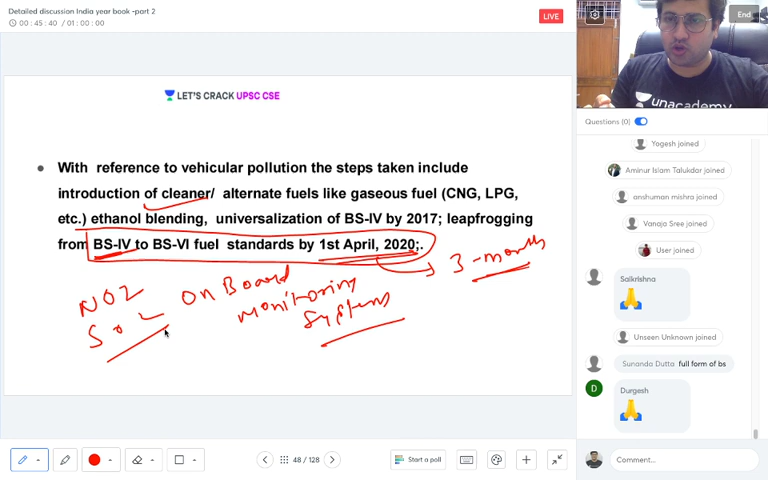 Detailed discussion India year book -part 2
00 : 45 : 40 / 01 : 00 : 00
LIVE
End
unacademy
LET'S CRACK UPSC CSE
With reference to vehicular pollution the steps taken include
introduction of cleaner/ alternate fuels like gaseous fuel (CNG, LPG,
etc.) ethanol blending, universalization of BS-IV by 2017; leapfrogging
from BS-IV to BS-VI fuel standards by 1st April, 2020;.
3 -month
NO2
SO2
On Board
Monitoring
Systems
Questions (0)
Yogesh joined
Aminur Islam Talukdar joined
anshuman mishra joined
Vanaja Sree joined
User joined
Saikrishna
Unseen Unknown joined
Sunanda Dutta full form of bs
D
Durgesh
48 / 128
Start a poll
Comment...